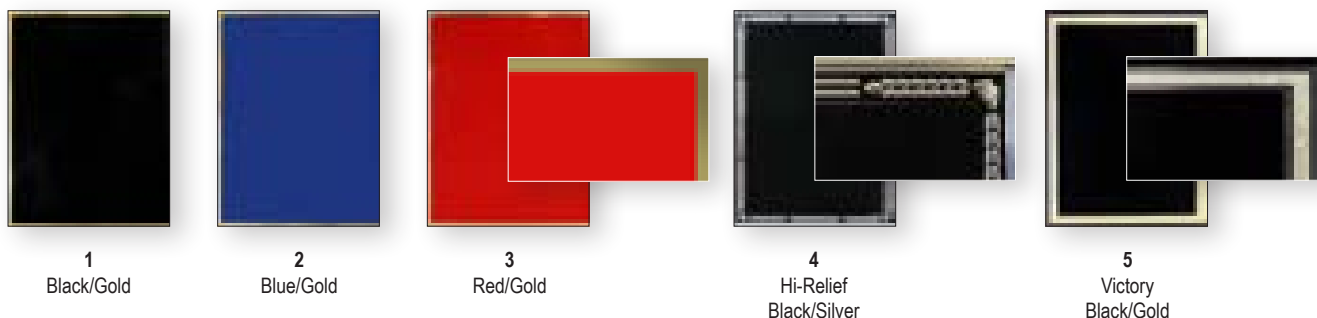 1
Black/Gold
2
Blue/Gold
3
Red/Gold
4
Hi-Relief
Black/Silver
5
Victory
Black/Gold